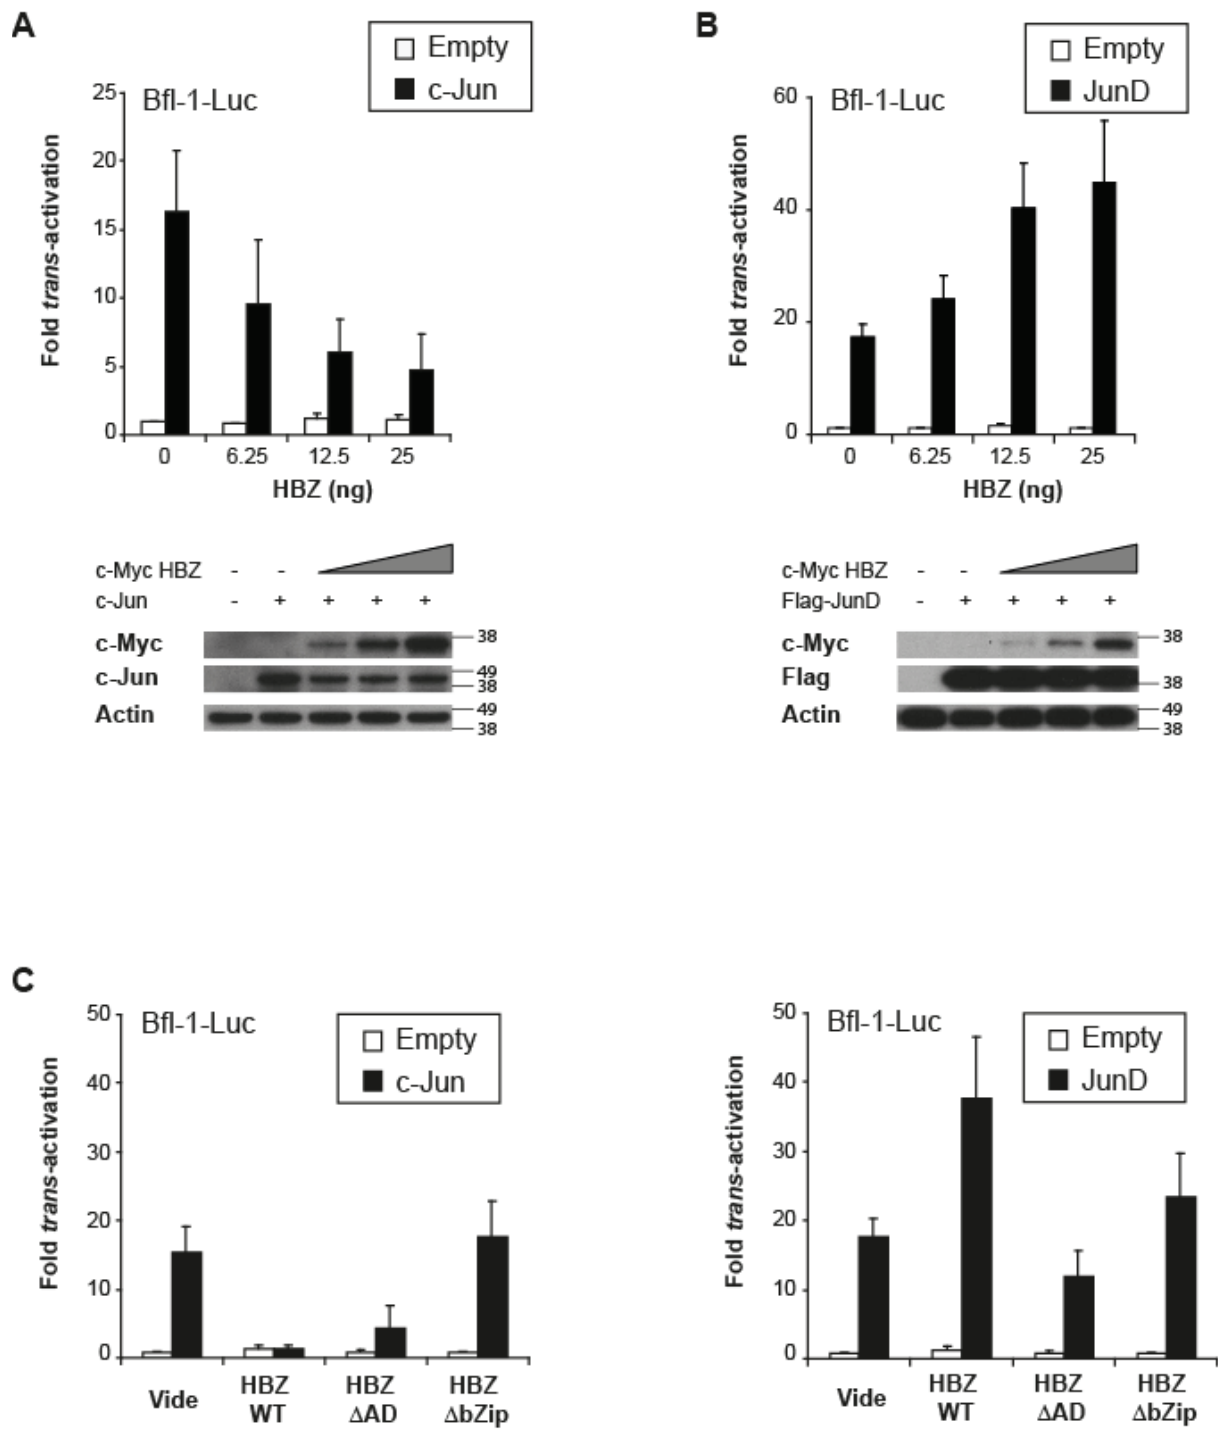 A
Empty
c-Jun
Bfl-1-Luc
25
20
15
10
5
0
Fold trans-activation
0 6.25 12.5 25
HBZ (ng)
c-Myc HBZ - -
c-Jun - + + + +
c-Myc 38
c-Jun 49
38
Actin 49
38
B
Empty
JunD
Bfl-1-Luc
60
40
20
0
Fold trans-activation
0 6.25 12.5 25
HBZ (ng)
c-Myc HBZ - -
Flag-JunD - + + + +
c-Myc 38
Flag 38
Actin 49
38
C
Bfl-1-Luc
Empty
c-Jun
50
40
30
20
10
0
Fold trans-activation
Vide
HBZ WT
HBZ ΔAD
HBZ ΔbZip
Bfl-1-Luc
Empty
JunD
50
40
30
20
10
0
Fold trans-activation
Vide
HBZ WT
HBZ ΔAD
HBZ ΔbZip